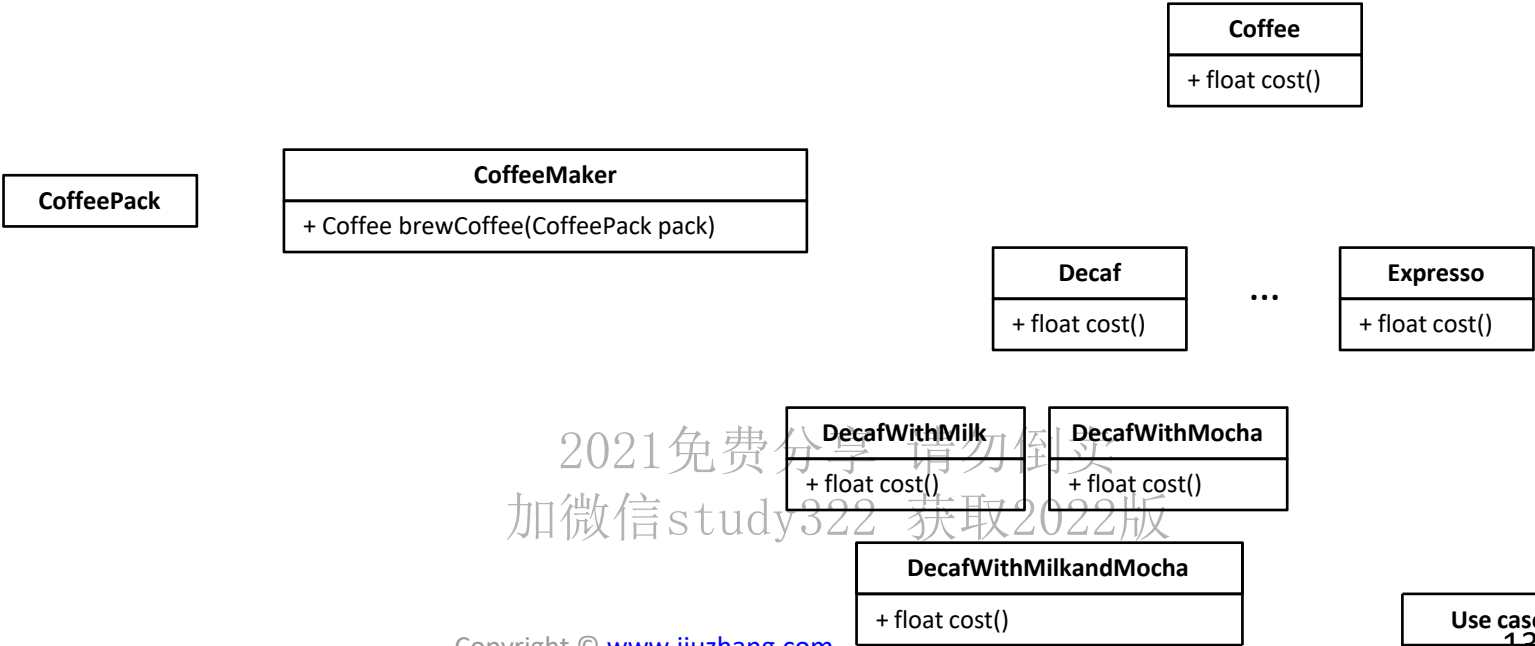 Coffee
+ float cost()
CoffeePack
CoffeeMaker
+ Coffee brewCoffee(CoffeePack pack)
Decaf
+ float cost()
...
Expresso
+ float cost()
DecafWithMilk
+ float cost()
DecafWithMocha
+ float cost()
2021免费分享 请勿倒卖
加微信study322 获取2022版
DecafWithMilkandMocha
+ float cost()
Copyright © www.jiuzhang.com
Use case